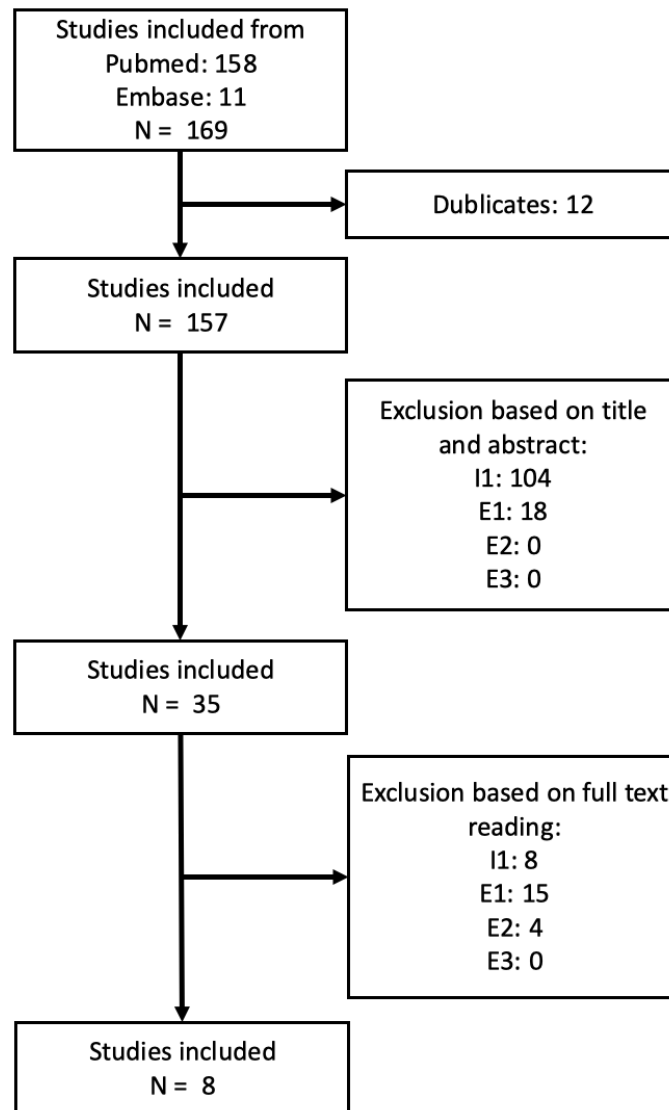 Studies included from
Pubmed: 158
Embase: 11
N = 169
Dublicates: 12
Studies included
N = 157
Exclusion based on title
and abstract:
I1: 104
E1: 18
E2: 0
E3: 0
Studies included
N = 35
Exclusion based on full text
reading:
I1: 8
E1: 15
E2: 4
E3: 0
Studies included
N = 8